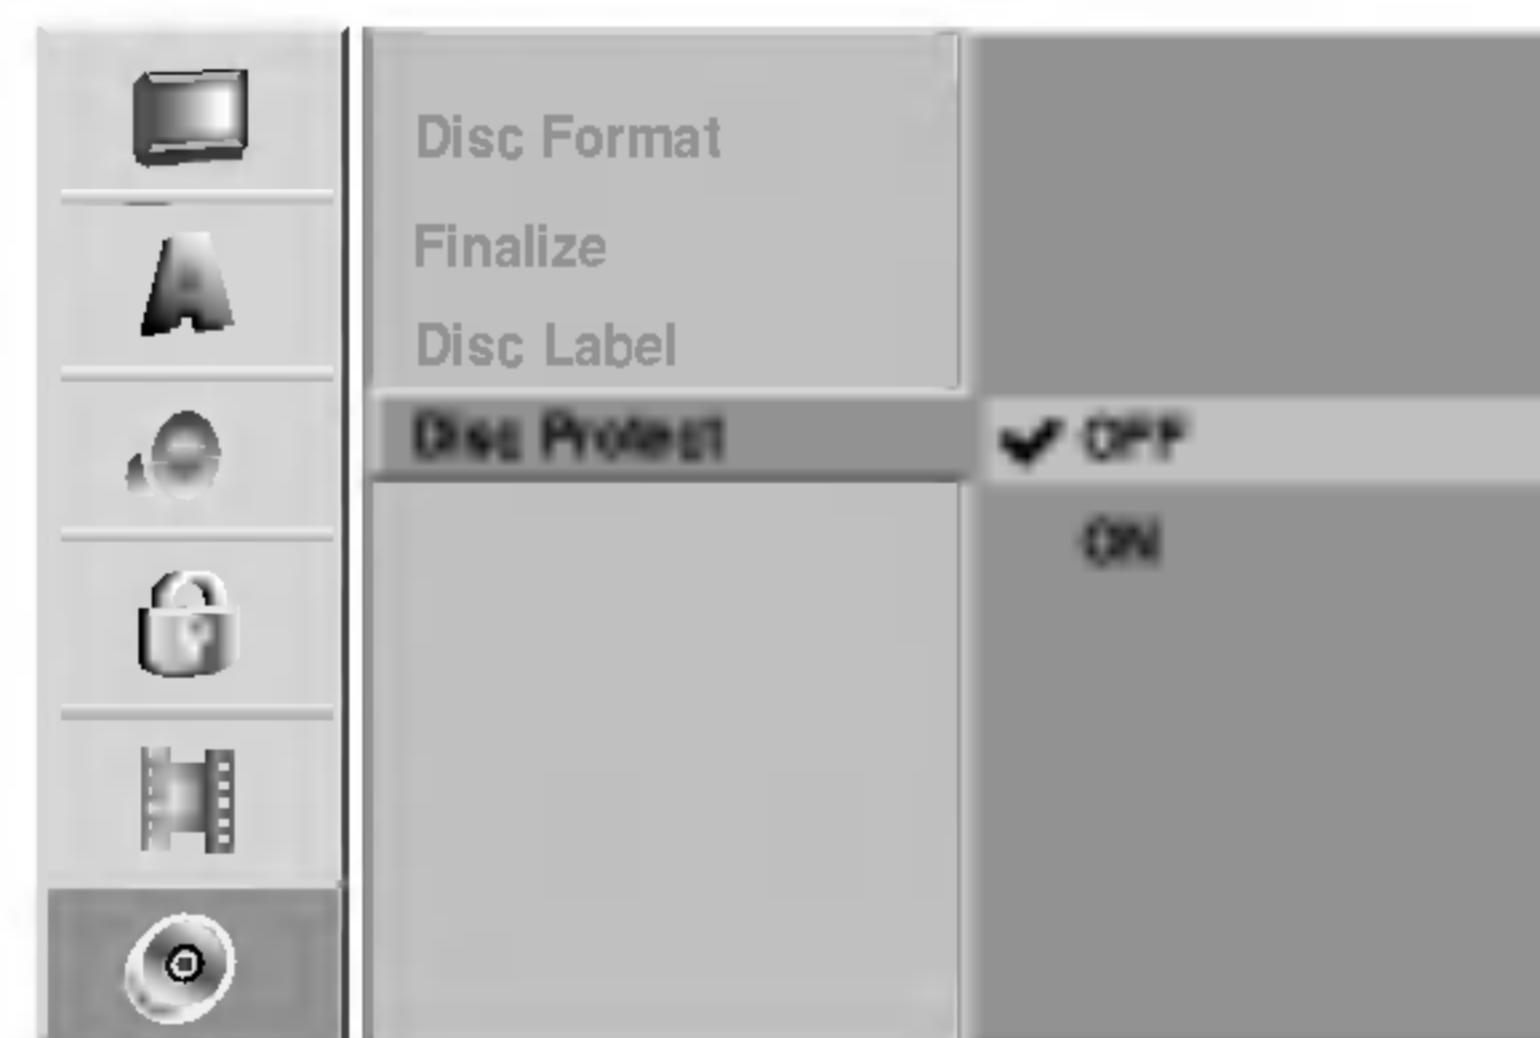 Disc Format
Finalize
Disc Label
Disc Protect
OFF
ON